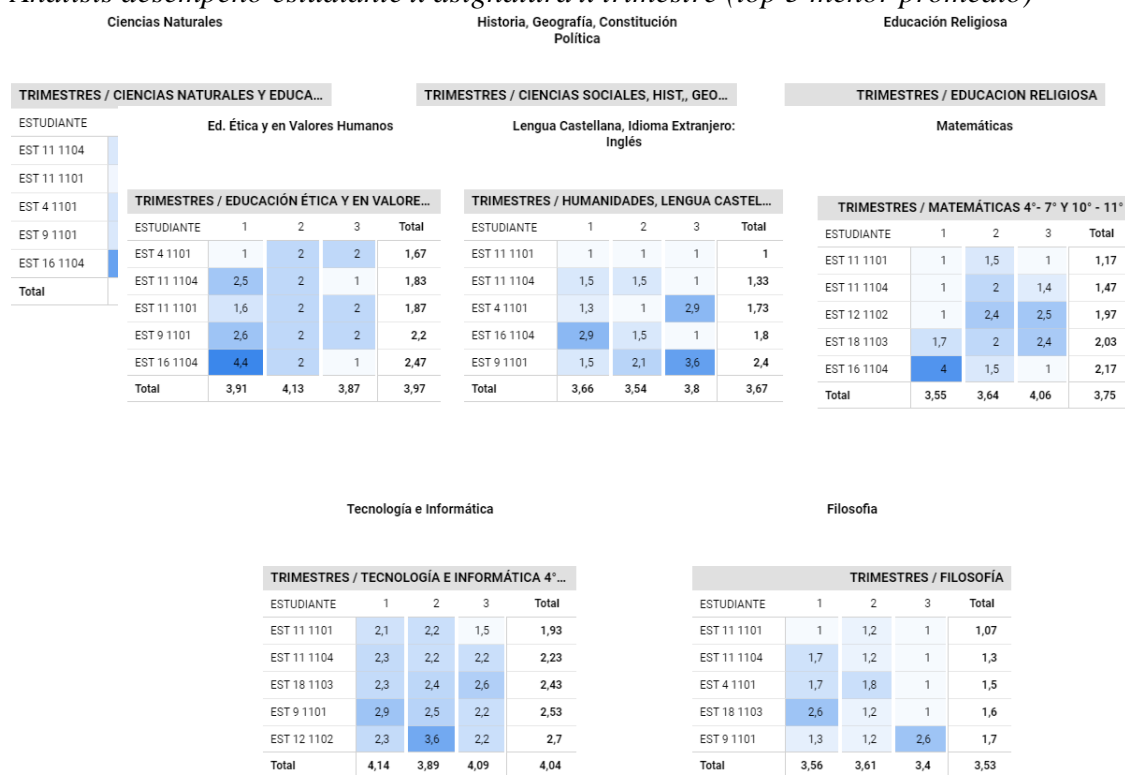 Análisis desempeño estudiante x asignatura x trimestre (top 5 menor promedio)
Ciencias Naturales
Historia, Geografía, Constitución
Política
Educación Religiosa
TRIMESTRES / CIENCIAS NATURALES Y EDUCA...
TRIMESTRES / CIENCIAS SOCIALES, HIST,, GEO...
TRIMESTRES / EDUCACION RELIGIOSA
ESTUDIANTE
EST 11 1104
EST 11 1101
EST 4 1101
EST 9 1101
EST 16 1104
Total
Ed. Ética y en Valores Humanos
TRIMESTRES / EDUCACIÓN ÉTICA Y EN VALORE...
ESTUDIANTE 1 2 3 Total
EST 4 1101 1 2 2 1,67
EST 11 1104 2,5 2 1 1,83
EST 11 1101 1,6 2 2 1,87
EST 9 1101 2,6 2 2 2,2
EST 16 1104 4,4 2 1 2,47
Total 3,91 4,13 3,87 3,97
Lengua Castellana, Idioma Extranjero:
Inglés
TRIMESTRES / HUMANIDADES, LENGUA CASTEL...
ESTUDIANTE 1 2 3 Total
EST 11 1101 1 1 1 1
EST 11 1104 1,5 1,5 1 1,33
EST 4 1101 1,3 1 2,9 1,73
EST 16 1104 2,9 1,5 1 1,8
EST 9 1101 1,5 2,1 3,6 2,4
Total 3,66 3,54 3,8 3,67
Matemáticas
TRIMESTRES / MATEMÁTICAS 4°- 7° Y 10° - 11°
ESTUDIANTE 1 2 3 Total
EST 11 1101 1 1,5 1 1,17
EST 11 1104 1 2 1,4 1,47
EST 12 1102 1 2,4 2,5 1,97
EST 18 1103 1,7 2 2,4 2,03
EST 16 1104 4 1,5 1 2,17
Total 3,55 3,64 4,06 3,75
Tecnología e Informática
TRIMESTRES / TECNOLOGÍA E INFORMÁTICA 4°...
ESTUDIANTE 1 2 3 Total
EST 11 1101 2,1 2,2 1,5 1,93
EST 11 1104 2,3 2,2 2,2 2,23
EST 18 1103 2,3 2,4 2,6 2,43
EST 9 1101 2,9 2,5 2,2 2,53
EST 12 1102 2,3 3,6 2,2 2,7
Total 4,14 3,89 4,09 4,04
Filosofia
TRIMESTRES / FILOSOFÍA
ESTUDIANTE 1 2 3 Total
EST 11 1101 1 1,2 1 1,07
EST 11 1104 1,7 1,2 1 1,3
EST 4 1101 1,7 1,8 1 1,5
EST 18 1103 2,6 1,2 1 1,6
EST 9 1101 1,3 1,2 2,6 1,7
Total 3,56 3,61 3,4 3,53